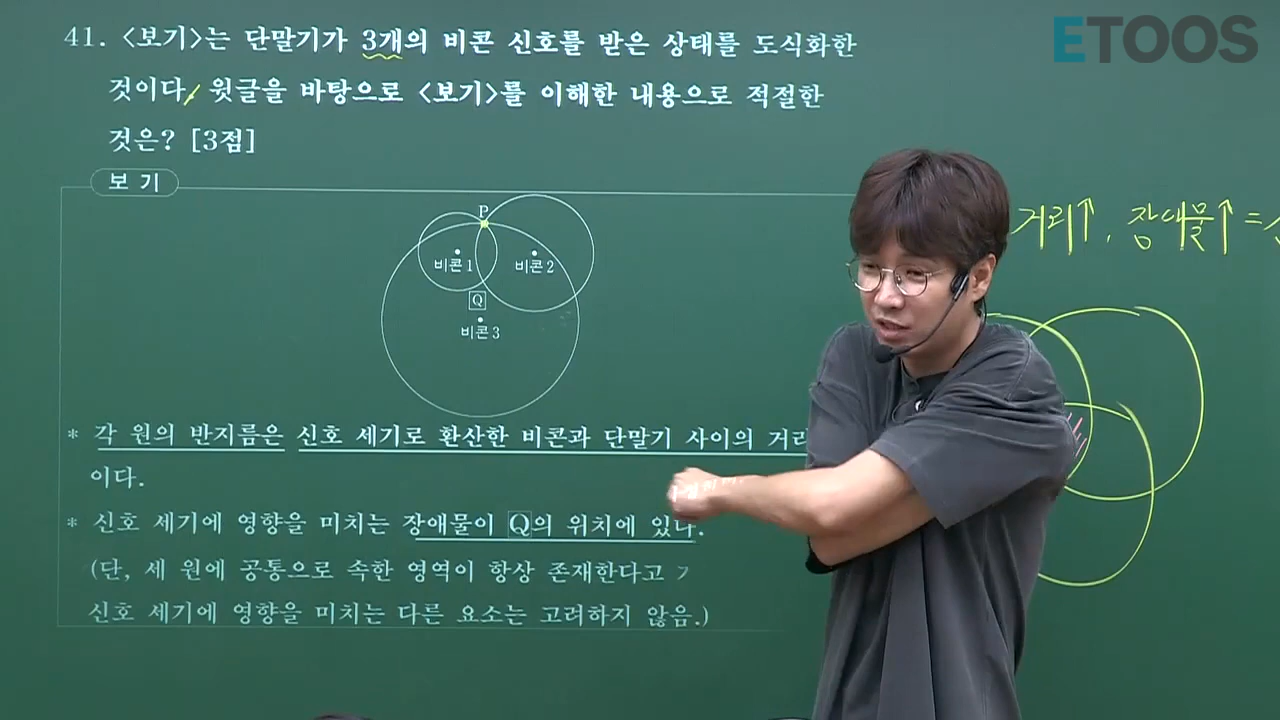 ETOOS
41. <보기>는 단말기가 3개의 비콘 신호를 받은 상태를 도식화한
것이다. 윗글을 바탕으로 <보기>를 이해한 내용으로 적절한
것은? [3점]
보 기
P
비콘 1
비콘 2
Q
비콘 3
거리↑, 장애물↑ =
* 각 원의 반지름은 신호 세기로 환산한 비콘과 단말기 사이의 거리
이다.
* 신호 세기에 영향을 미치는 장애물이 Q의 위치에 있다.
(단, 세 원에 공통으로 속한 영역이 항상 존재한다고
신호 세기에 영향을 미치는 다른 요소는 고려하지 않음.)